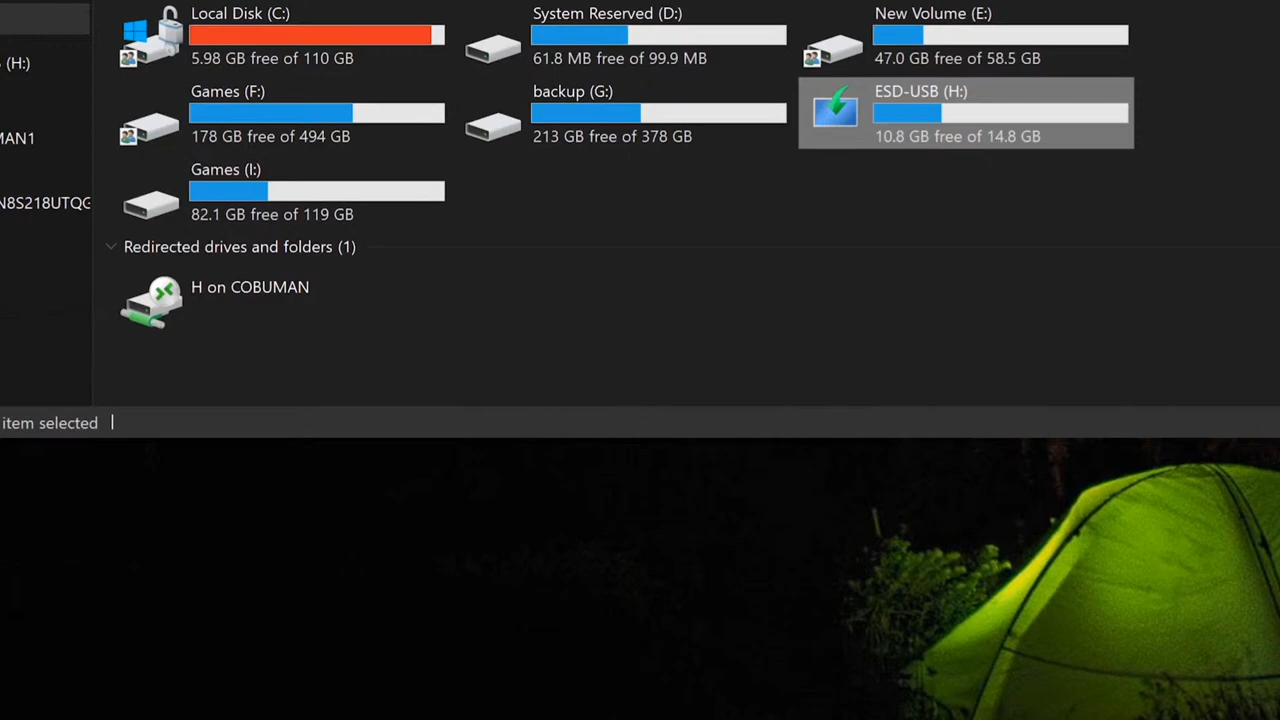 Local Disk (C:)
5.98 GB free of 110 GB
System Reserved (D:)
61.8 MB free of 99.9 MB
New Volume (E:)
47.0 GB free of 58.5 GB
(H:)
Games (F:)
178 GB free of 494 GB
backup (G:)
213 GB free of 378 GB
ESD-USB (H:)
10.8 GB free of 14.8 GB
MAN1
Games (I:)
82.1 GB free of 119 GB
N8S218UTQG
Redirected drives and folders (1)
H on COBUMAN
item selected